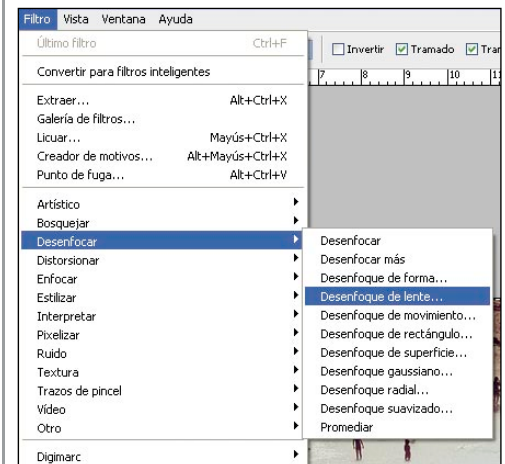 Filtro Vista Ventana Ayuda
Último filtro Ctrl+F
Invertir Tramado Trar
Convertir para filtros inteligentes
7 8 9 10 11
Extraer... Alt+Ctrl+X
Galería de filtros...
Licuar... Mayús+Ctrl+X
Creador de motivos... Alt+Mayús+Ctrl+X
Punto de fuga... Alt+Ctrl+V
Artístico
Bosquejar
Desenfocar
Distorsionar
Enfocar
Estilizar
Interpretar
Pixelizar
Ruido
Textura
Trazos de pincel
Vídeo
Otro
Digimarc
Desenfocar
Desenfocar más
Desenfoque de forma...
Desenfoque de lente...
Desenfoque de movimiento...
Desenfoque de rectángulo...
Desenfoque de superficie...
Desenfoque gaussiano...
Desenfoque radial...
Desenfoque suavizado...
Promediar